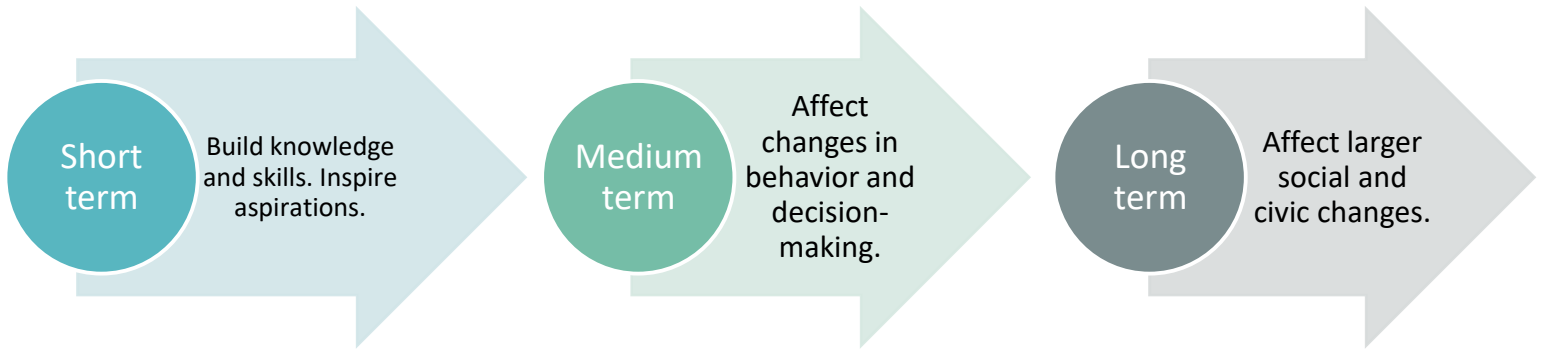 Short
term
Build knowledge
and skills. Inspire
aspirations.
Medium
term
Affect
changes in
behavior and
decision-
making.
Long
term
Affect larger
social and
civic changes.